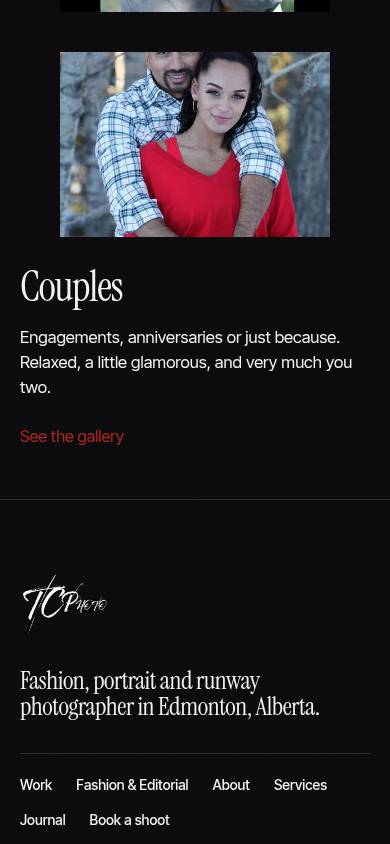 Couples
Engagements, anniversaries or just because.
Relaxed, a little glamorous, and very much you
two.
See the gallery
TCPhoto
Fashion, portrait and runway
photographer in Edmonton, Alberta.
Work Fashion & Editorial About Services
Journal Book a shoot